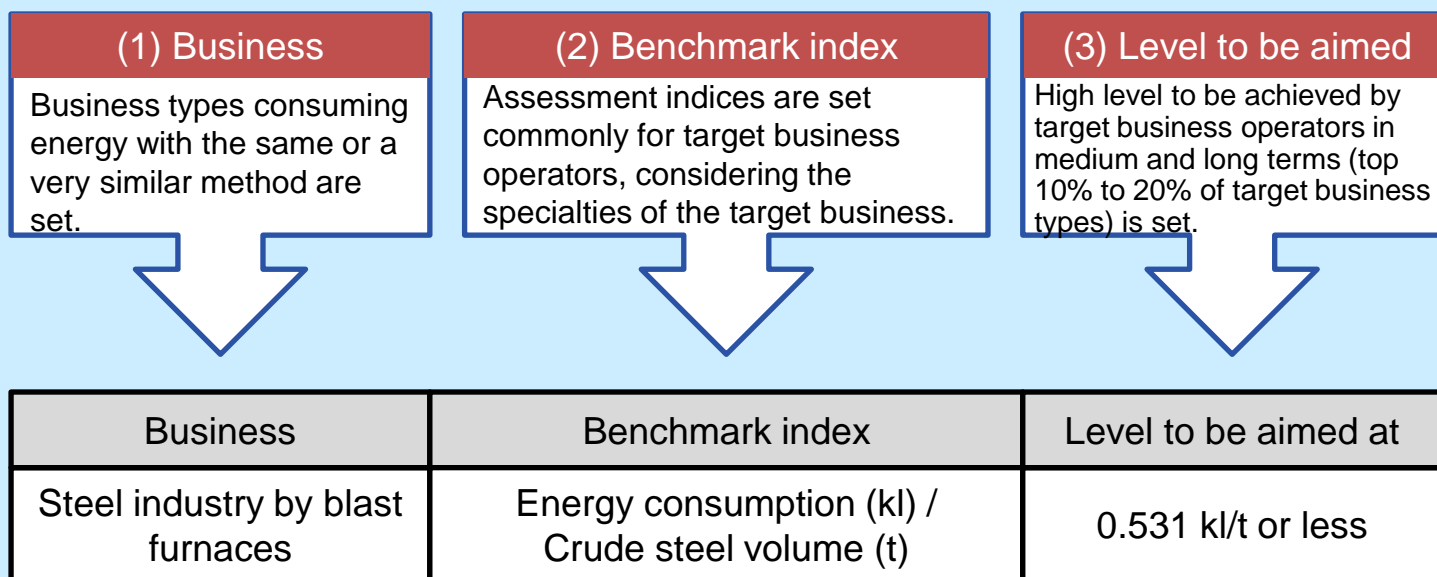 (1) Business
Business types consuming
energy with the same or a
very similar method are
set.
(2) Benchmark index
Assessment indices are set
commonly for target business
operators, considering the
specialties of the target business.
(3) Level to be aimed
High level to be achieved by
target business operators in
medium and long terms (top
10% to 20% of target business
types) is set.
Business
Benchmark index
Level to be aimed at
Steel industry by blast
furnaces
Energy consumption (kl) /
Crude steel volume (t)
0.531 kl/t or less